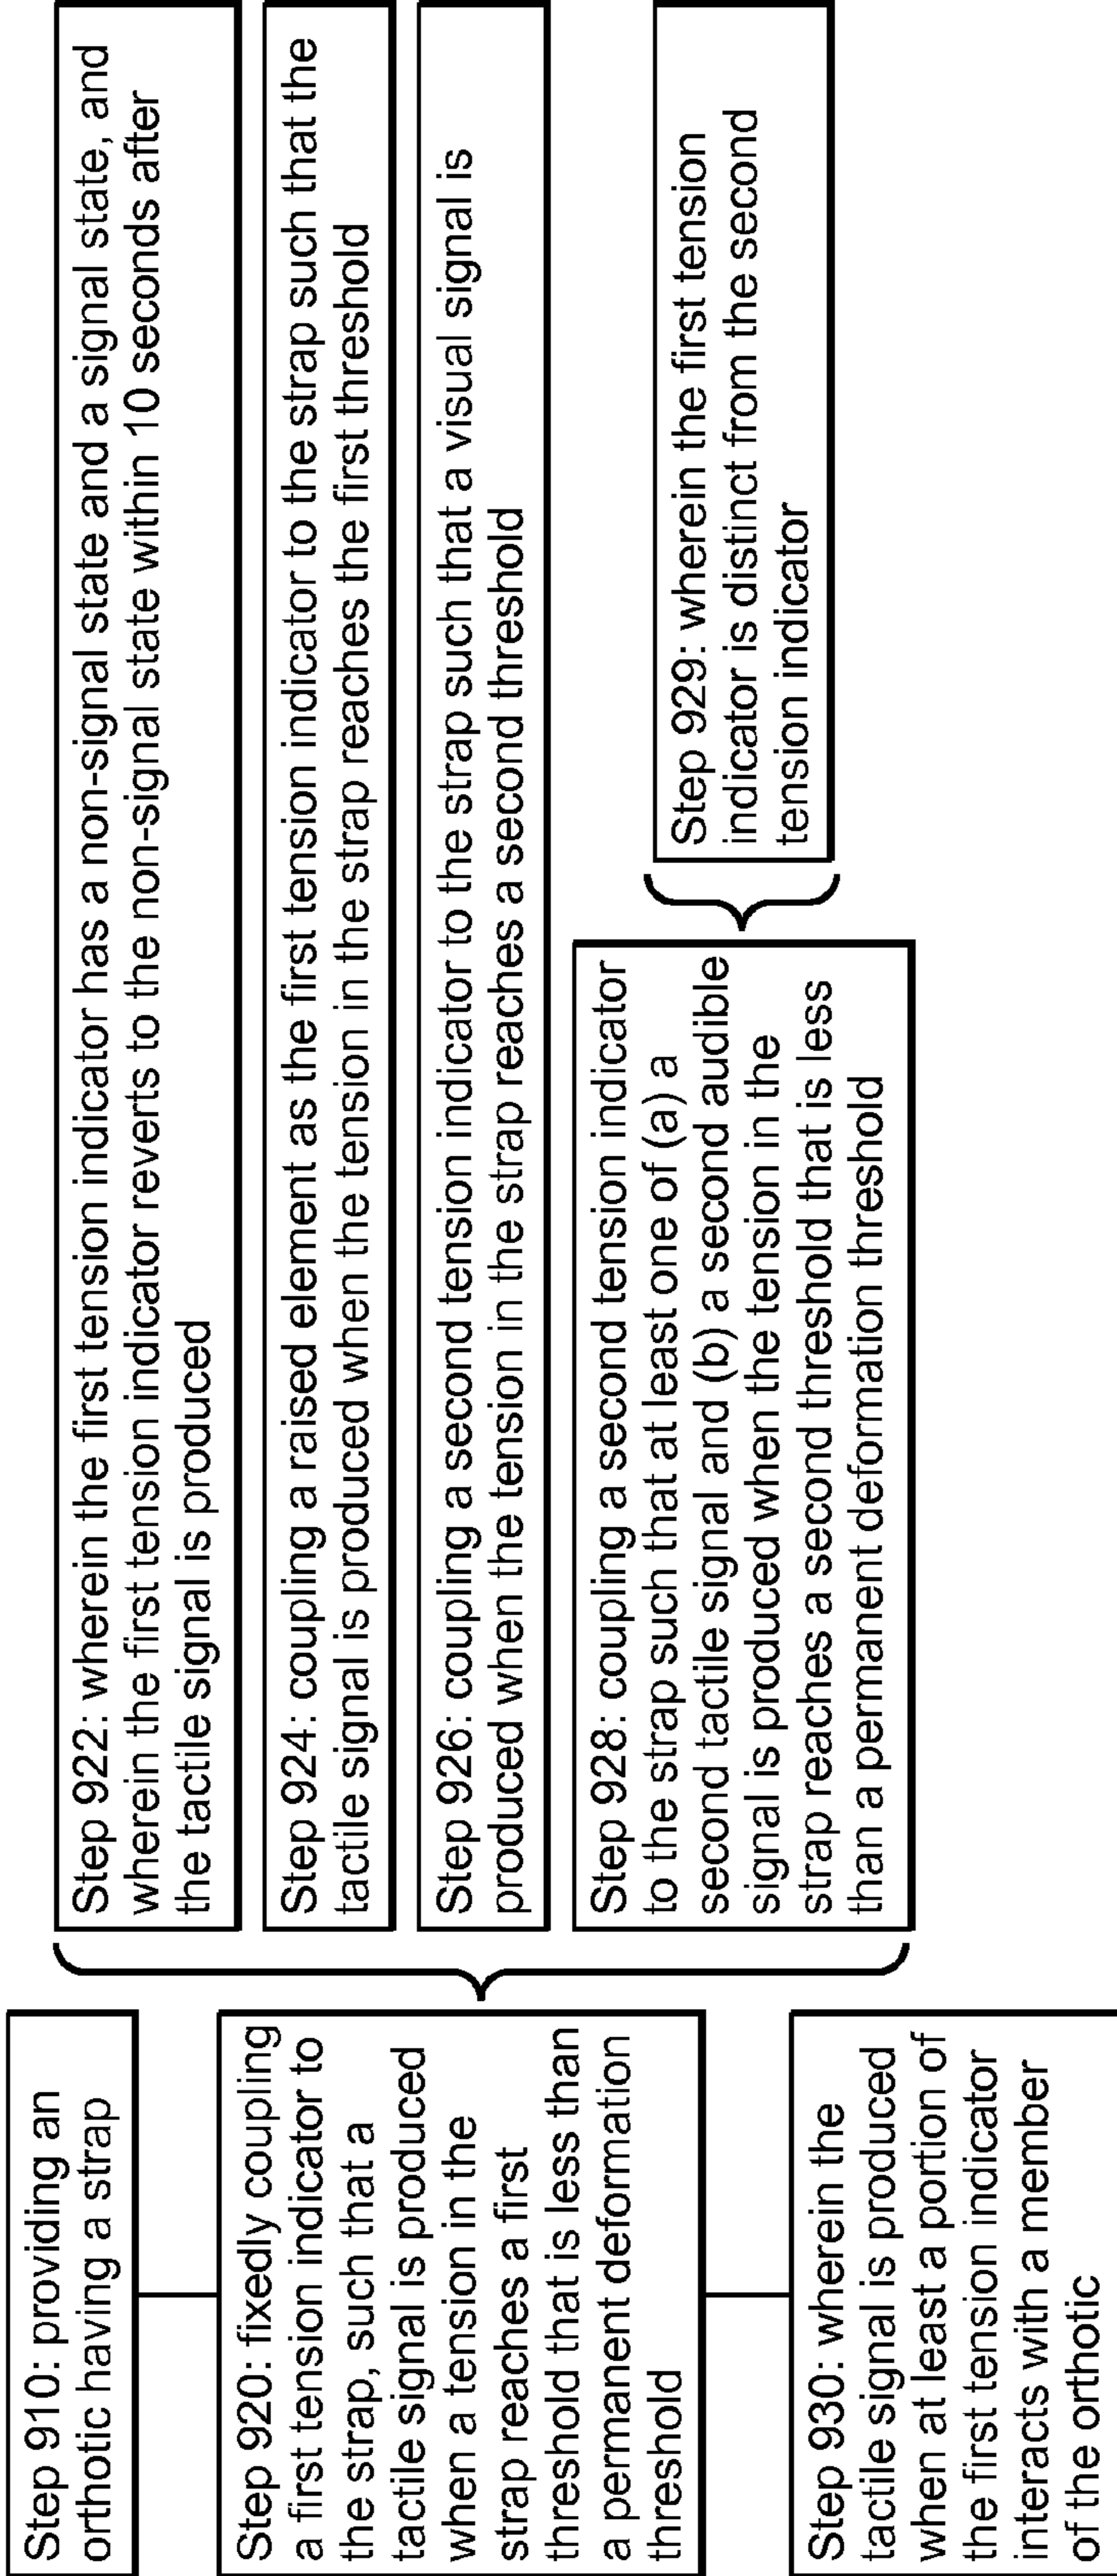 Step 910: providing an
orthotic having a strap
Step 920: fixedly coupling
a first tension indicator to
the strap, such that a
tactile signal is produced
when a tension in the
strap reaches a first
threshold that is less than
a permanent deformation
threshold
Step 930: wherein the
tactile signal is produced
when at least a portion of
the first tension indicator
interacts with a member
of the orthotic
Step 922: wherein the first tension indicator has a non-signal state and a signal state, and
wherein the first tension indicator reverts to the non-signal state within 10 seconds after
the tactile signal is produced
Step 924: coupling a raised element as the first tension indicator to the strap such that the
tactile signal is produced when the tension in the strap reaches the first threshold
Step 926: coupling a second tension indicator to the strap such that a visual signal is
produced when the tension in the strap reaches a second threshold
Step 928: coupling a second tension indicator
to the strap such that at least one of (a) a
second tactile signal and (b) a second audible
signal is produced when the tension in the
strap reaches a second threshold that is less
than a permanent deformation threshold
Step 929: wherein the first tension
indicator is distinct from the second
tension indicator